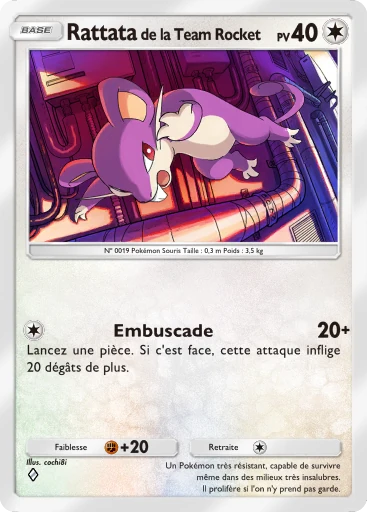 BASE Rattata de la Team Rocket PV 40
N° 0019 Pokémon Souris Taille : 0,3 m Poids : 3,5 kg
Embuscade 20+
Lancez une pièce. Si c'est face, cette attaque inflige
20 dégâts de plus.
Faiblesse +20 Retraite
Illus. cochi8i
Un Pokémon très résistant, capable de survivre
même dans des milieux très insalubres.
Il prolifère si l'on n'y prend pas garde.